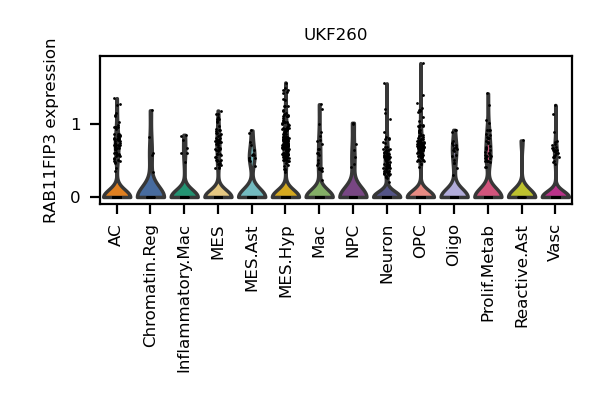 UKF260
RAB11FIP3 expression
1
0
AC
Chromatin.Reg
Inflammatory.Mac
MES
MES.Ast
MES.Hyp
Mac
NPC
Neuron
OPC
Oligo
Prolif.Metab
Reactive.Ast
Vasc